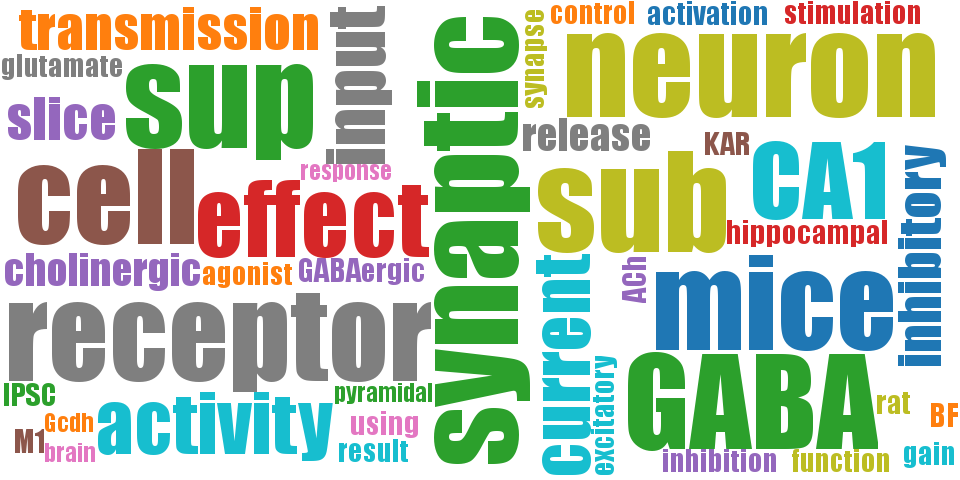 transmission
glutamate
slice
sup
input
response
cell
effect
cholinergic
agonist
GABAergic
receptor
IPSC
Gcdh
M1
brain
activity
pyramidal
using
result
synaptic
synapse
control
activation
stimulation
neuron
release
KAR
sub
CA1
hippocampal
inhibitory
ACh
mice
current
excitatory
GABA
rat
BF
inhibition
function
gain